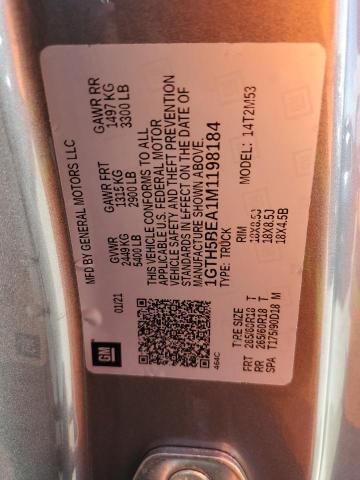 MFD BY GENERAL MOTORS LLC
01/21
GVWR GAWR FRT GAWR RR
2449 KG 1315 KG 1497 KG
5400 LB 2900 LB 3300 LB
THIS VEHICLE CONFORMS TO ALL
APPLICABLE U.S. FEDERAL MOTOR
VEHICLE SAFETY AND THEFT PREVENTION
STANDARDS IN EFFECT ON THE DATE OF
MANUFACTURE SHOWN ABOVE.
1GTH5BEA1M1198184
TYPE: TRUCK MODEL: 14T2M53
TIRE SIZE RIM
FRT 265/60R18 T 18X8.5J
RR 265/60R18 T 18X8.5J
SPA T175/90D18 M 18X4.5B
GM
464C